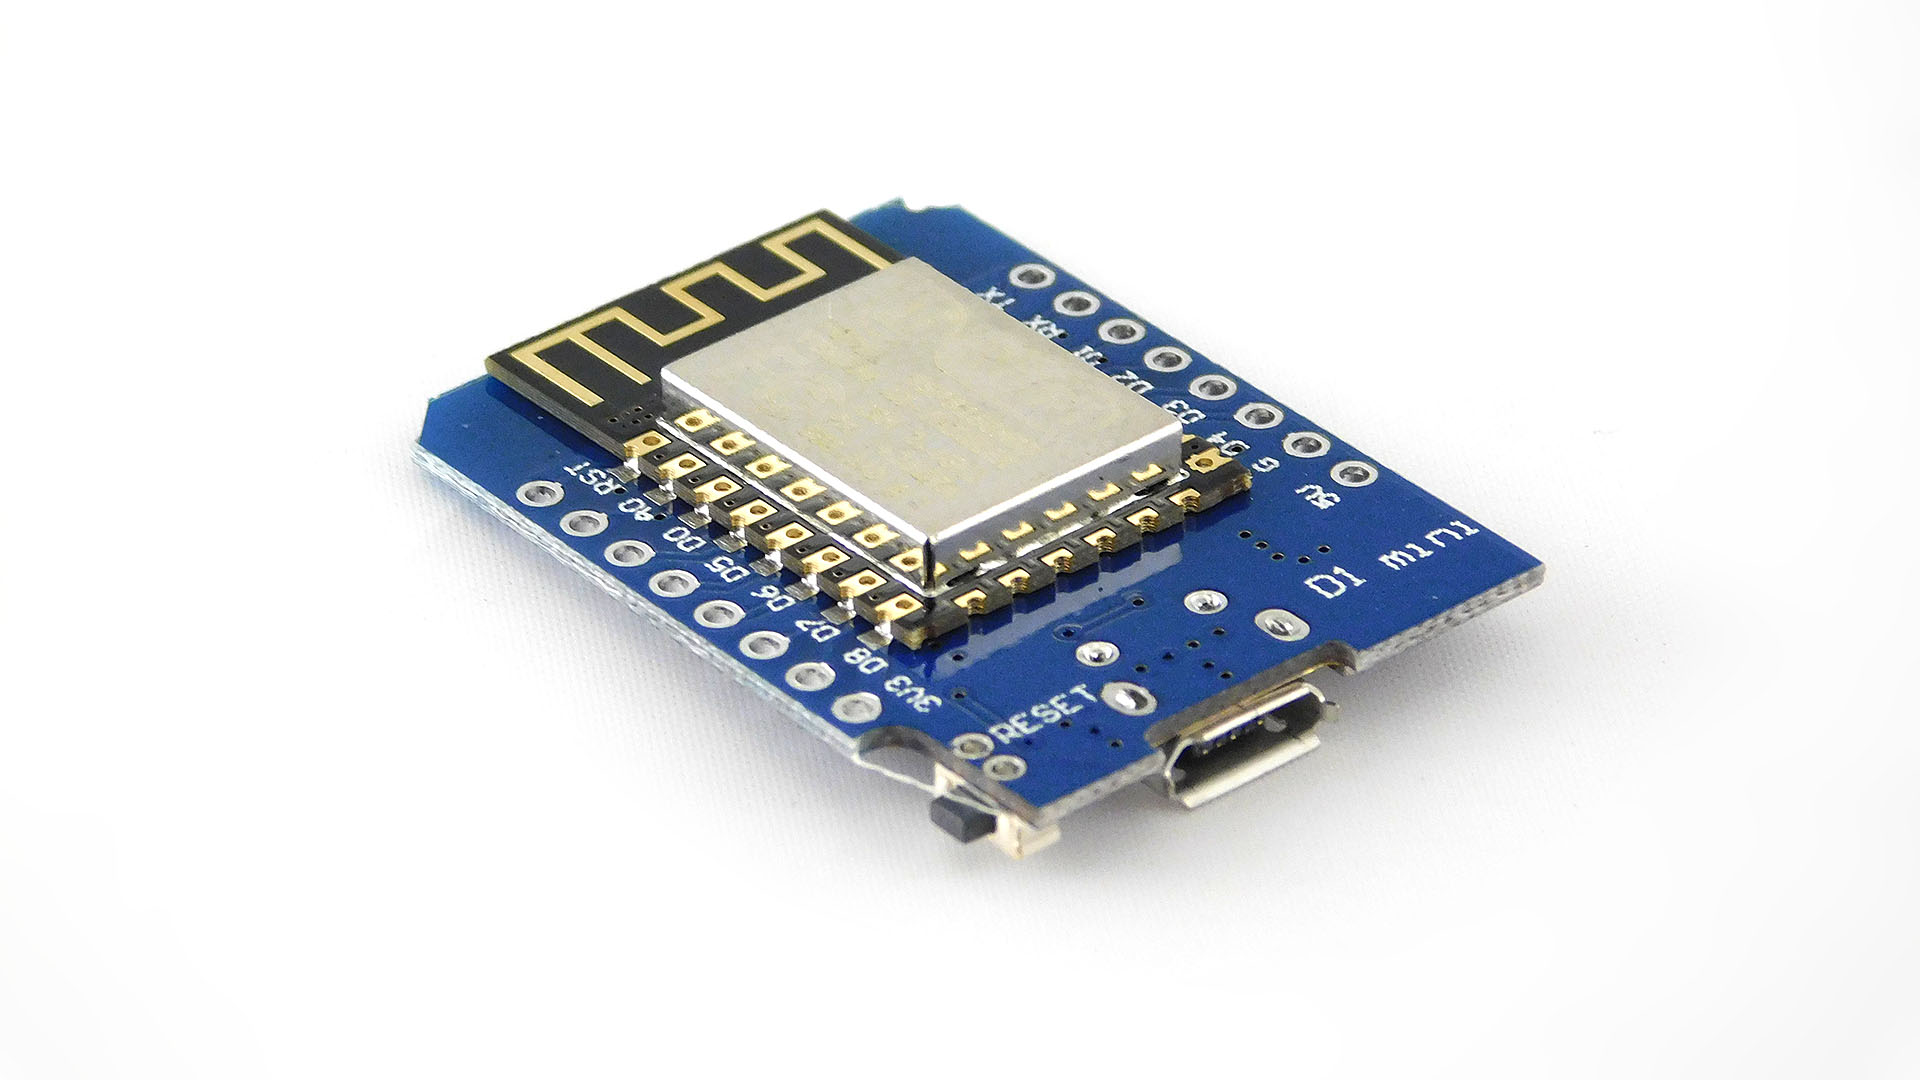 TX
RX
D1
D2
D3
D4
G
5V
RST
A0
D0
D5
D6
D7
D8
3V3
D1 mini
RESET